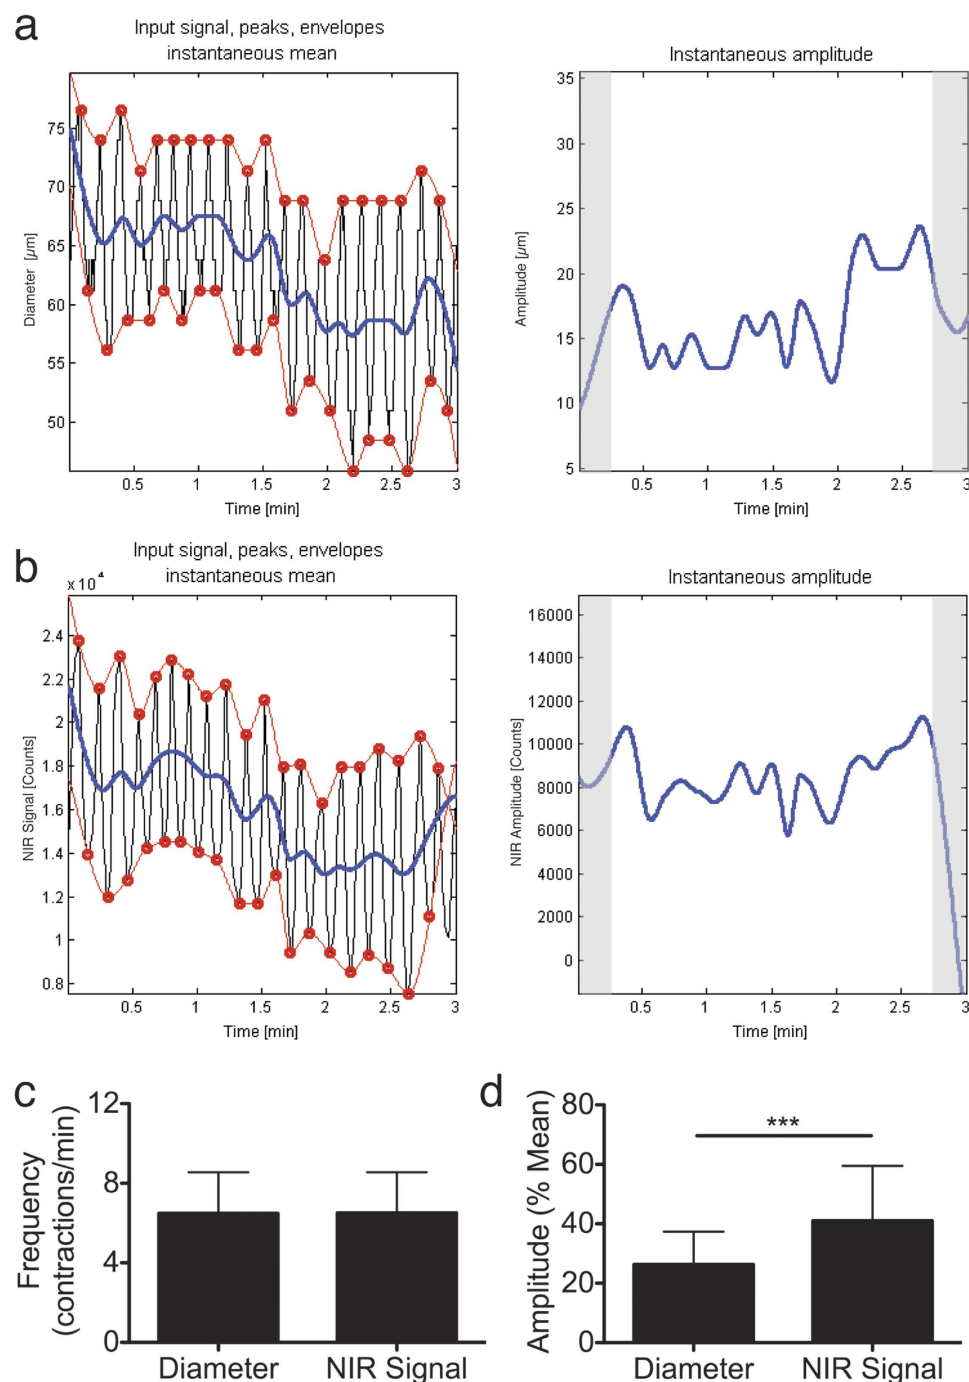 a
Input signal, peaks, envelopes
instantaneous mean
Diameter [µm]
75
70
65
60
55
50
0.5 1 1.5 2 2.5 3
Time [min]
Instantaneous amplitude
Amplitude [µm]
35
30
25
20
15
10
5
0.5 1 1.5 2 2.5 3
Time [min]
b
Input signal, peaks, envelopes
instantaneous mean
x 10⁴
NIR Signal [Counts]
2.4
2.2
2
1.8
1.6
1.4
1.2
1
0.8
0.5 1 1.5 2 2.5 3
Time [min]
Instantaneous amplitude
NIR Amplitude [Counts]
16000
14000
12000
10000
8000
6000
4000
2000
0
0.5 1 1.5 2 2.5 3
Time [min]
c
Frequency
(contractions/min)
12
8
4
0
Diameter NIR Signal
d
Amplitude (% Mean)
80
60
40
20
0
***
Diameter NIR Signal